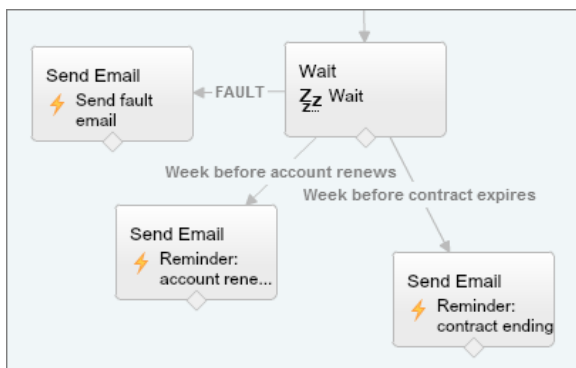 Send Email
Send fault
email
FAULT
Wait
Zz Wait
z...
Week before account renews
Week before contract expires
Send Email
Reminder:
account rene...
Send Email
Reminder:
contract ending